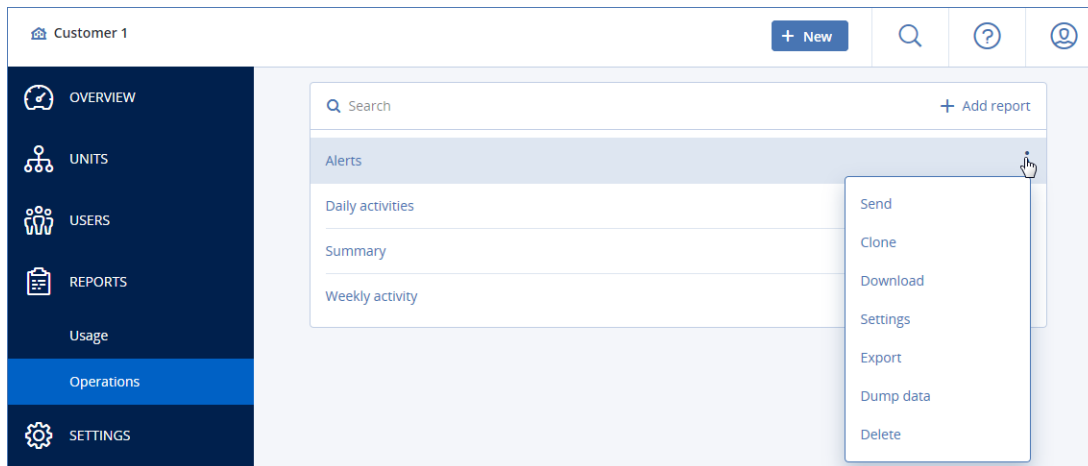 Customer 1
+ New
OVERVIEW
UNITS
USERS
REPORTS
Usage
Operations
SETTINGS
Search
+ Add report
Alerts
Daily activities
Summary
Weekly activity
Send
Clone
Download
Settings
Export
Dump data
Delete